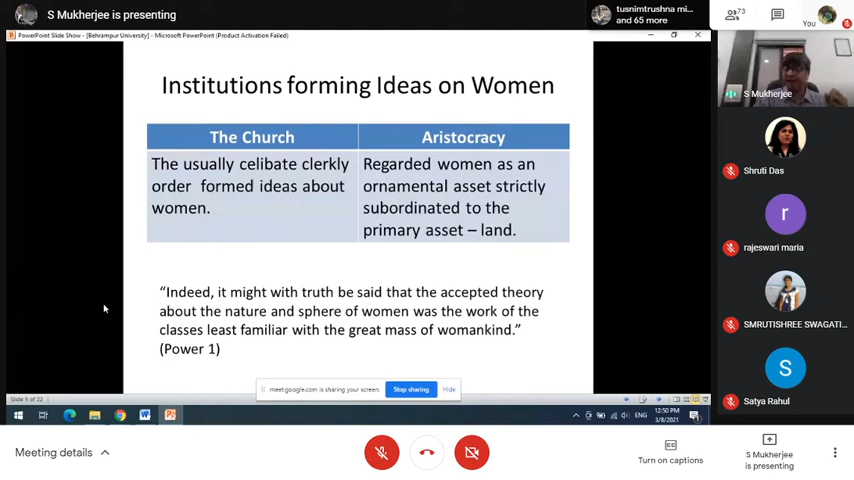 S Mukherjee is presenting
tusnimtrushna mi...
and 65 more
73
You
PowerPoint Slide Show - [Behrampur University] - Microsoft PowerPoint (Product Activation Failed)
Institutions forming Ideas on Women
The Church
The usually celibate clerkly
order formed ideas about
women.
Aristocracy
Regarded women as an
ornamental asset strictly
subordinated to the
primary asset – land.
“Indeed, it might with truth be said that the accepted theory
about the nature and sphere of women was the work of the
classes least familiar with the great mass of womankind.”
(Power 1)
meet.google.com is sharing your screen.
Stop sharing
Hide
Slide 5 of 22
ENG
12:50 PM
3/8/2021
S Mukherjee
Shruti Das
r
rajeswari maria
SMRUTISHREE SWAGATI...
S
Satya Rahul
Meeting details
CC
Turn on captions
S Mukherjee
is presenting